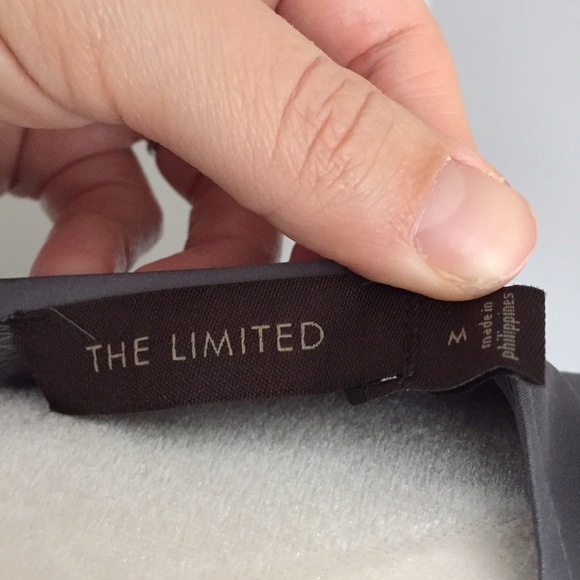 THE LIMITED
M
made in
philippines